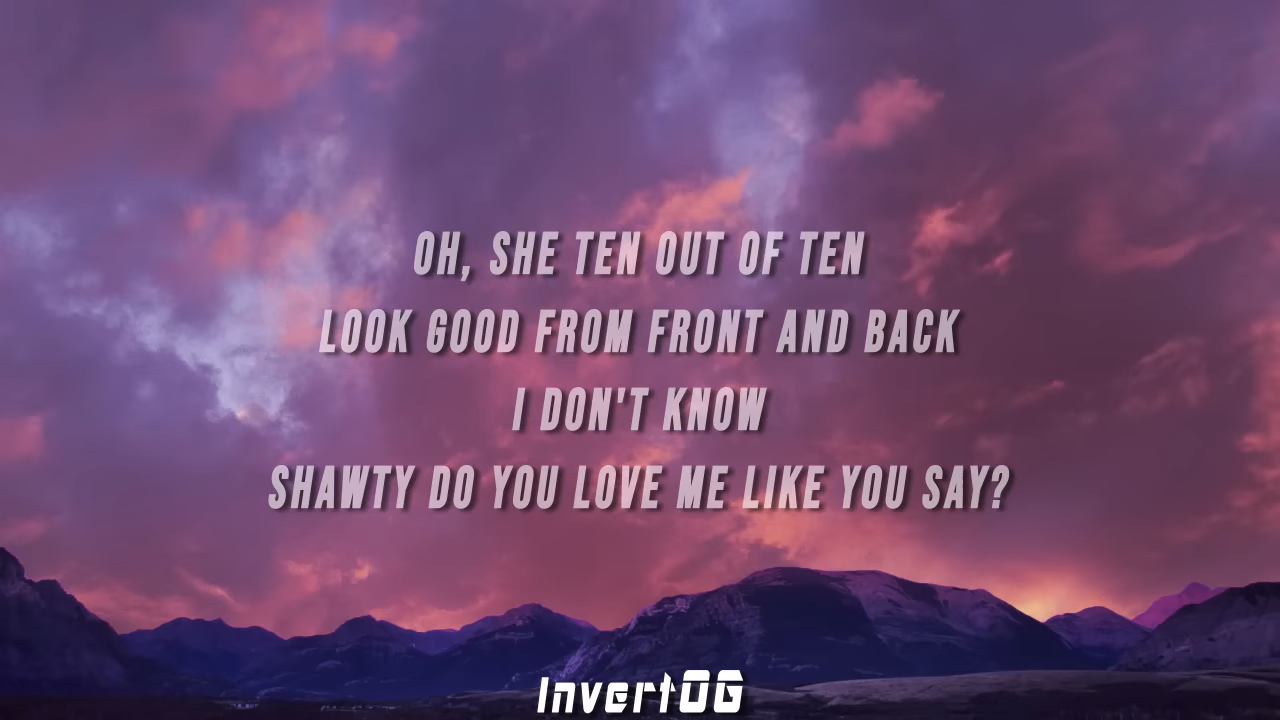 OH, SHE TEN OUT OF TEN
LOOK GOOD FROM FRONT AND BACK
I DON'T KNOW
SHAWTY DO YOU LOVE ME LIKE YOU SAY?
InvertOG